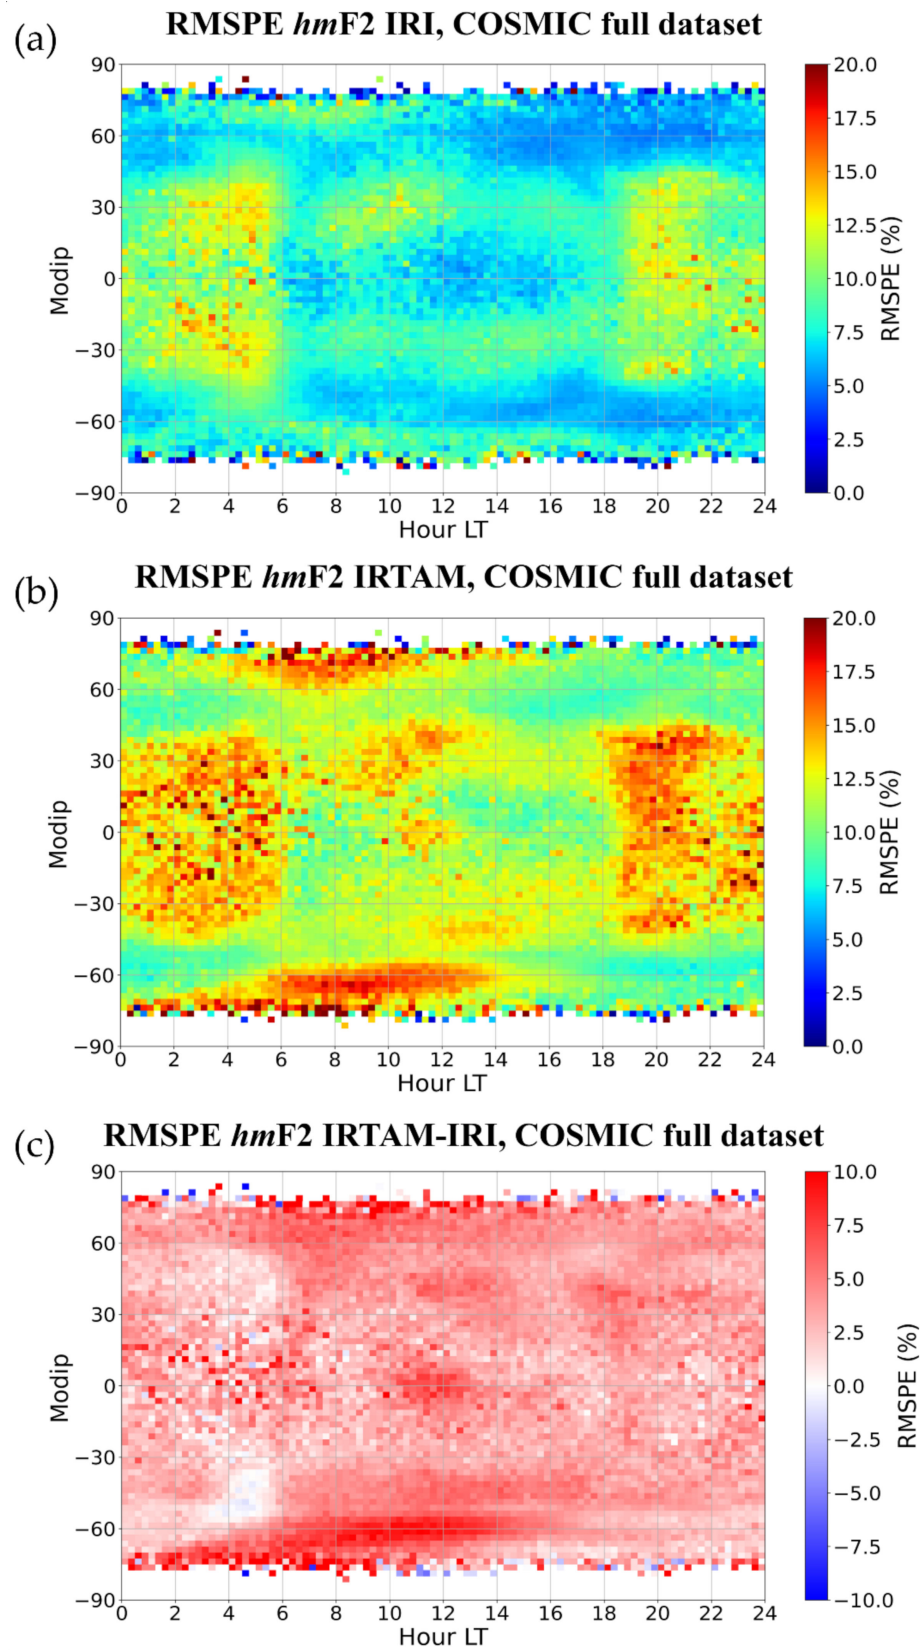 (a)
RMSPE hmF2 IRI, COSMIC full dataset
90
60
30
0
−30
−60
−90
Modip
0 2 4 6 8 10 12 14 16 18 20 22 24
Hour LT
20.0
17.5
15.0
12.5
10.0
7.5
5.0
2.5
0.0
RMSPE (%)
(b)
RMSPE hmF2 IRTAM, COSMIC full dataset
90
60
30
0
−30
−60
−90
Modip
0 2 4 6 8 10 12 14 16 18 20 22 24
Hour LT
20.0
17.5
15.0
12.5
10.0
7.5
5.0
2.5
0.0
RMSPE (%)
(c)
RMSPE hmF2 IRTAM-IRI, COSMIC full dataset
90
60
30
0
−30
−60
−90
Modip
0 2 4 6 8 10 12 14 16 18 20 22 24
Hour LT
10.0
7.5
5.0
2.5
0.0
−2.5
−5.0
−7.5
−10.0
RMSPE (%)